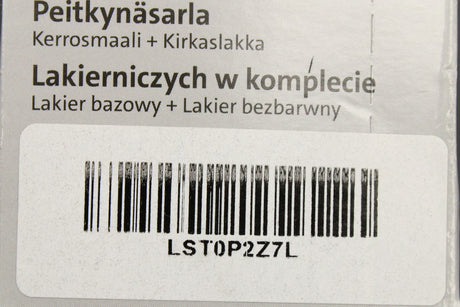 Peitkynäsarla
Kerrosmaali + Kirkaslakka
Lakierniczych w komplecie
Lakier bazowy + Lakier bezbarwny
LST0P2Z7L